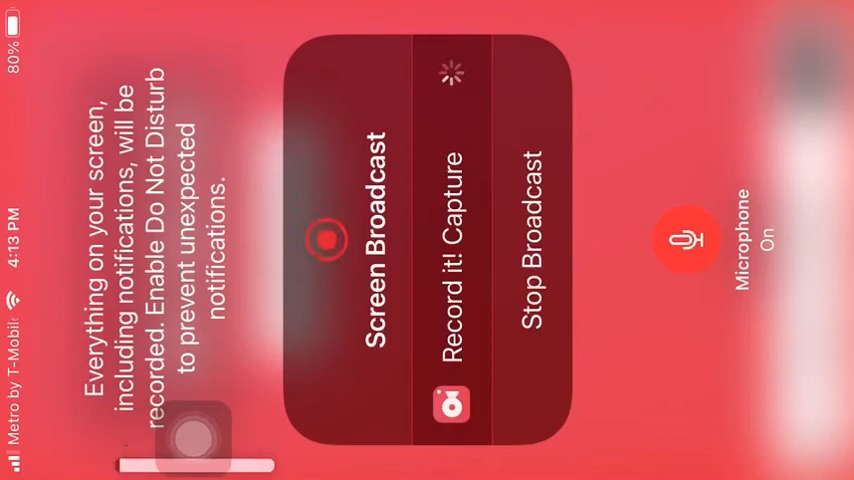 Metro by T-Mobile 4:13 PM 80%
Everything on your screen,
including notifications, will be
recorded. Enable Do Not Disturb
to prevent unexpected
notifications.
Screen Broadcast
Record it! Capture
Stop Broadcast
Microphone
On